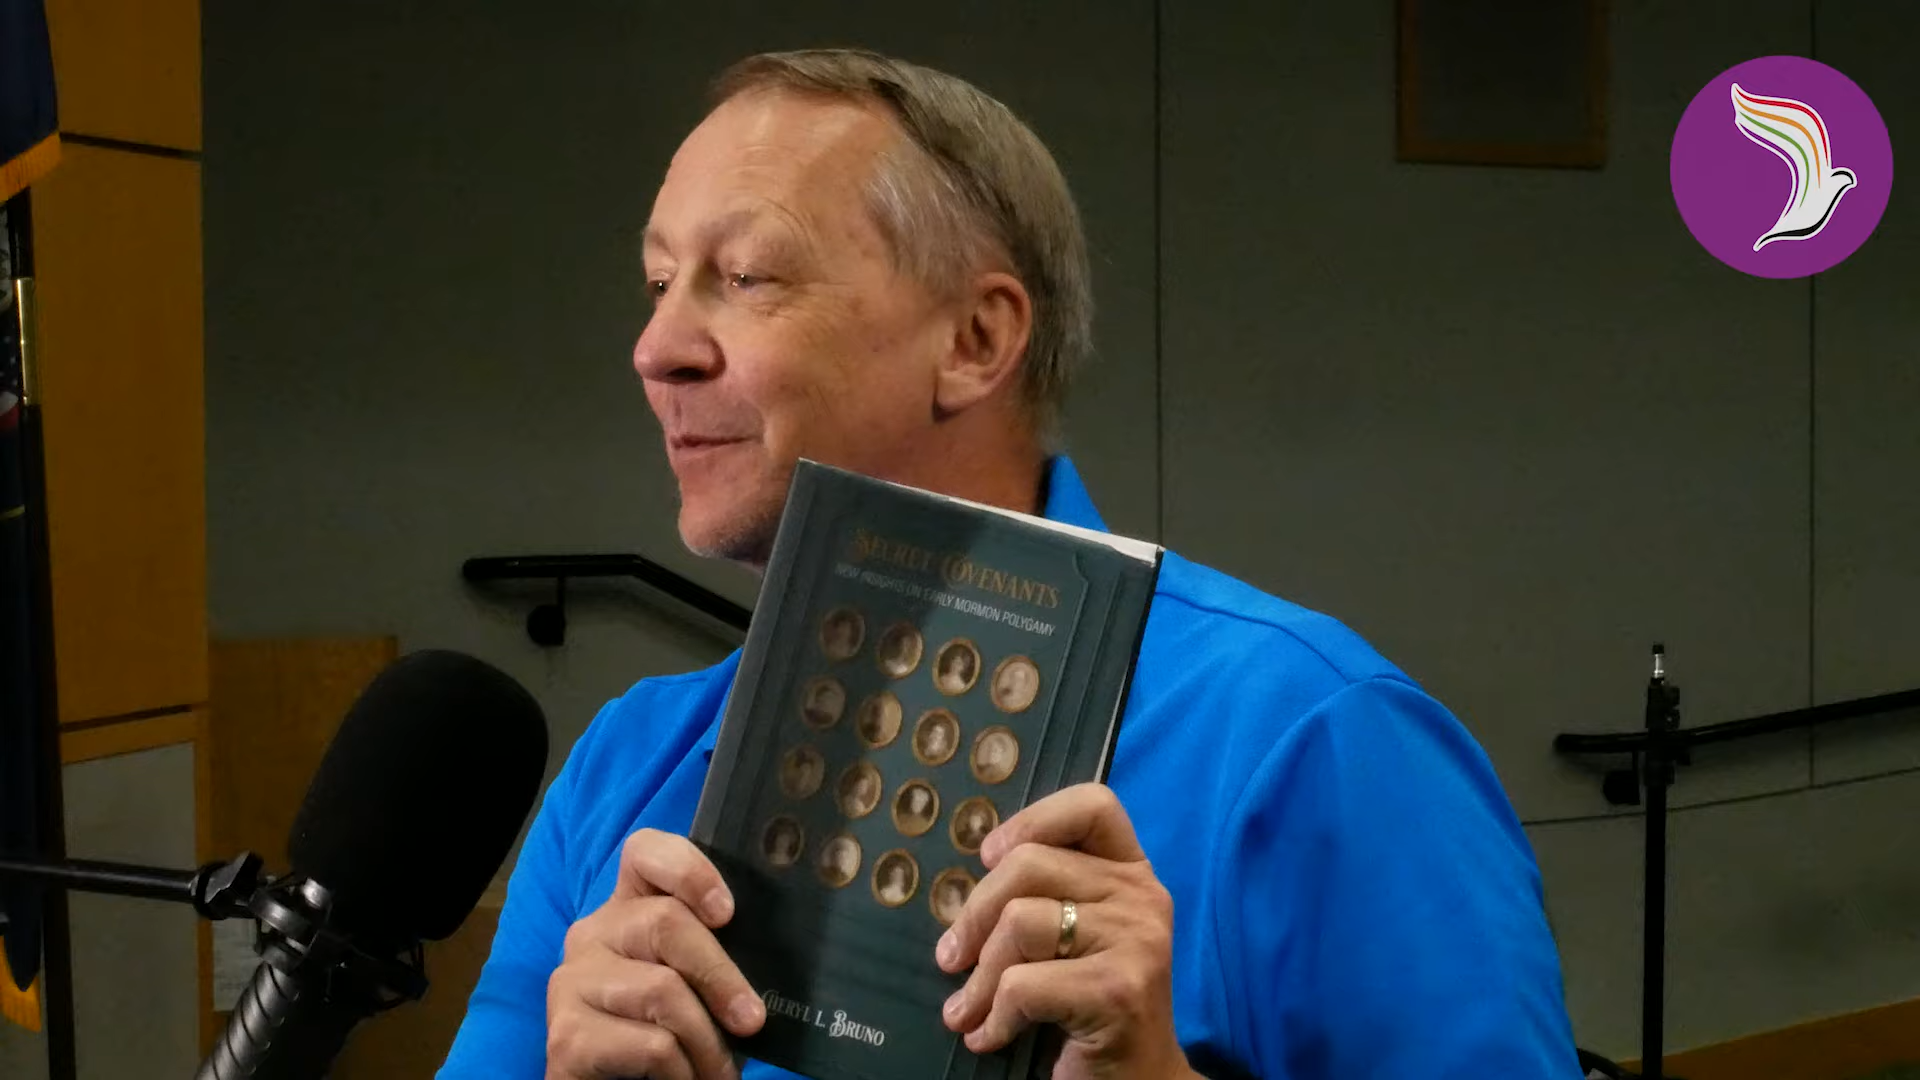 SECRET COVENANTS
NEW INSIGHTS ON EARLY MORMON POLYGAMY
CHERYL L. BRUNO